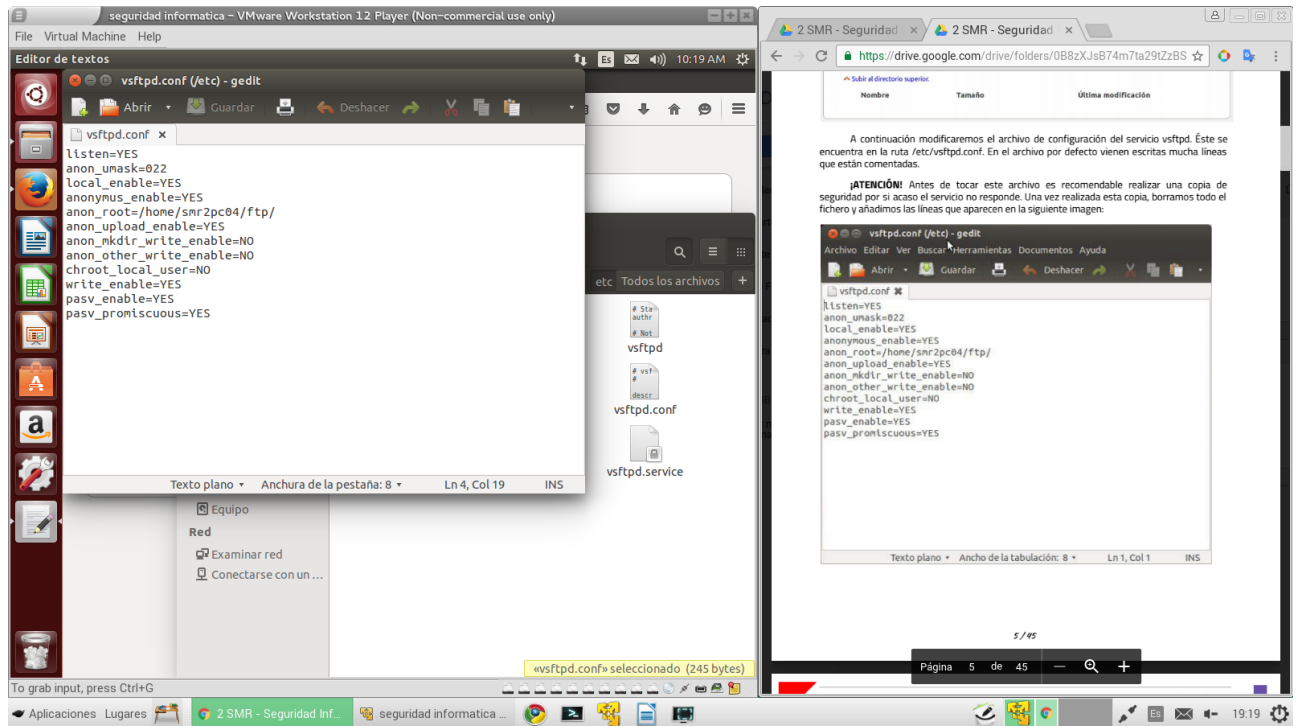 seguridad informatica - VMware Workstation 12 Player (Non-commercial use only)
File Virtual Machine Help
Editor de textos
Es
10:19 AM
vsftpd.conf (/etc) - gedit
Abrir Guardar Deshacer
vsftpd.conf x
listen=YES
anon_umask=022
local_enable=YES
anonymus_enable=YES
anon_root=/home/smr2pc04/ftp/
anon_upload_enable=YES
anon_mkdir_write_enable=NO
anon_other_write_enable=NO
chroot_local_user=NO
write_enable=YES
pasv_enable=YES
pasv_promiscuous=YES
Texto plano Anchura de la pestaña: 8 Ln 4, Col 19 INS
etc Todos los archivos +
# Sta
authr
# Not
vsftpd
# vsf
#
descr
vsftpd.conf
vsftpd.service
Equipo
Red
Examinar red
Conectarse con un ...
«vsftpd.conf» seleccionado (245 bytes)
To grab input, press Ctrl+G
2 SMR - Seguridad x
2 SMR - Seguridad x
https://drive.google.com/drive/folders/0B8zXJsB74m7ta29tZzBS
Subir al directorio superior.
Nombre Tamaño Última modificación
A continuación modificaremos el archivo de configuración del servicio vsftpd. Éste se
encuentra en la ruta /etc/vsftpd.conf. En el archivo por defecto vienen escritas mucha líneas
que están comentadas.
¡ATENCIÓN! Antes de tocar este archivo es recomendable realizar una copia de
seguridad por si acaso el servicio no responde. Una vez realizada esta copia, borramos todo el
fichero y añadimos las líneas que aparecen en la siguiente imagen:
vsftpd.conf (/etc) - gedit
Archivo Editar Ver Buscar Herramientas Documentos Ayuda
Abrir Guardar Deshacer
vsftpd.conf
listen=YES
anon_umask=022
local_enable=YES
anonymous_enable=YES
anon_root=/home/smr2pc04/ftp/
anon_upload_enable=YES
anon_mkdir_write_enable=NO
anon_other_write_enable=NO
chroot_local_user=NO
write_enable=YES
pasv_enable=YES
pasv_promiscuous=YES
Texto plano Ancho de la tabulación: 8 Ln 1, Col 1 INS
5/45
Página 5 de 45
Aplicaciones Lugares 2 SMR - Seguridad Inf... seguridad informatica ... Es 19:19